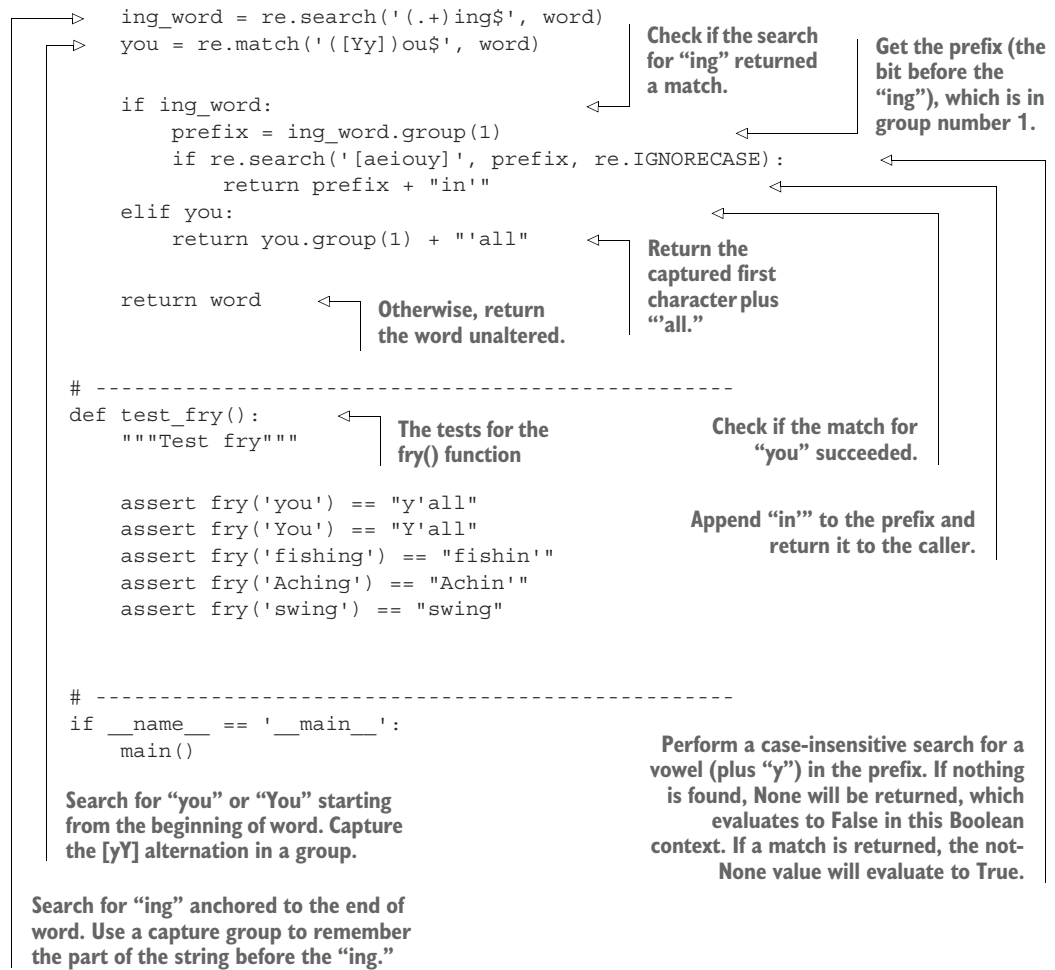 ing_word = re.search('(.+)ing$', word)
you = re.match('([Yy])ou$', word)
Check if the search
for “ing” returned
a match.
Get the prefix (the
bit before the
“ing”), which is in
group number 1.
if ing_word:
prefix = ing_word.group(1)
if re.search('[aeiouy]', prefix, re.IGNORECASE):
return prefix + "in'"
elif you:
return you.group(1) + "'all"
Return the
captured first
character plus
“’all.”
return word
Otherwise, return
the word unaltered.
# --------------------------------------------------
def test_fry():
"""Test fry"""
The tests for the
fry() function
Check if the match for
“you” succeeded.
assert fry('you') == "y'all"
assert fry('You') == "Y'all"
assert fry('fishing') == "fishin'"
assert fry('Aching') == "Achin'"
assert fry('swing') == "swing"
Append “in’” to the prefix and
return it to the caller.
# --------------------------------------------------
if __name__ == '__main__':
main()
Perform a case-insensitive search for a
vowel (plus “y”) in the prefix. If nothing
is found, None will be returned, which
evaluates to False in this Boolean
context. If a match is returned, the not-
None value will evaluate to True.
Search for “you” or “You” starting
from the beginning of word. Capture
the [yY] alternation in a group.
Search for “ing” anchored to the end of
word. Use a capture group to remember
the part of the string before the “ing.”